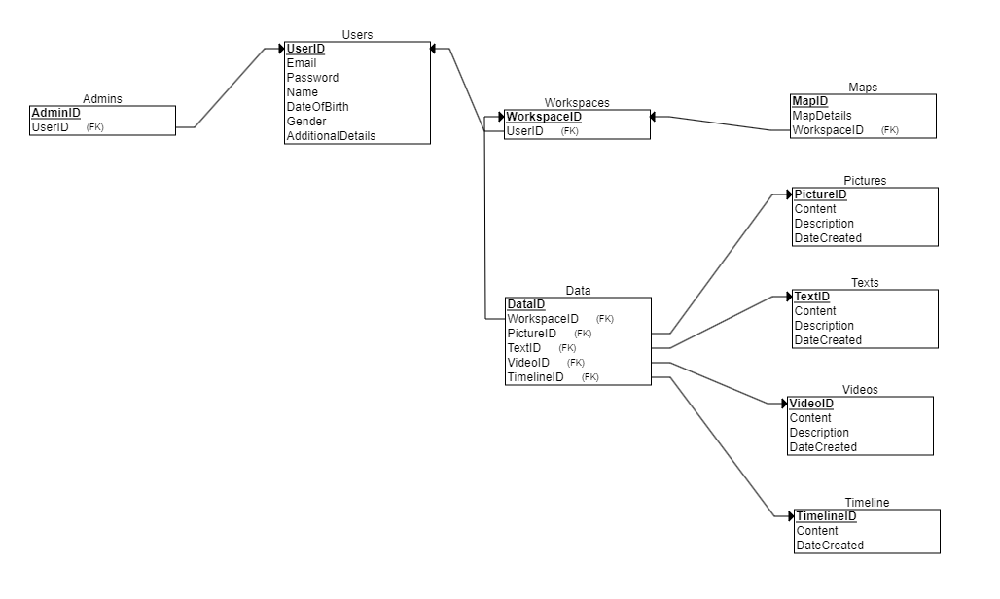 Users
UserID
Email
Password
Name
DateOfBirth
Gender
AdditionalDetails
Admins
AdminID
UserID (FK)
Workspaces
WorkspaceID
UserID (FK)
Maps
MapID
MapDetails
WorkspaceID (FK)
Pictures
PictureID
Content
Description
DateCreated
Data
DataID
WorkspaceID (FK)
PictureID (FK)
TextID (FK)
VideoID (FK)
TimelineID (FK)
Texts
TextID
Content
Description
DateCreated
Videos
VideoID
Content
Description
DateCreated
Timeline
TimelineID
Content
DateCreated